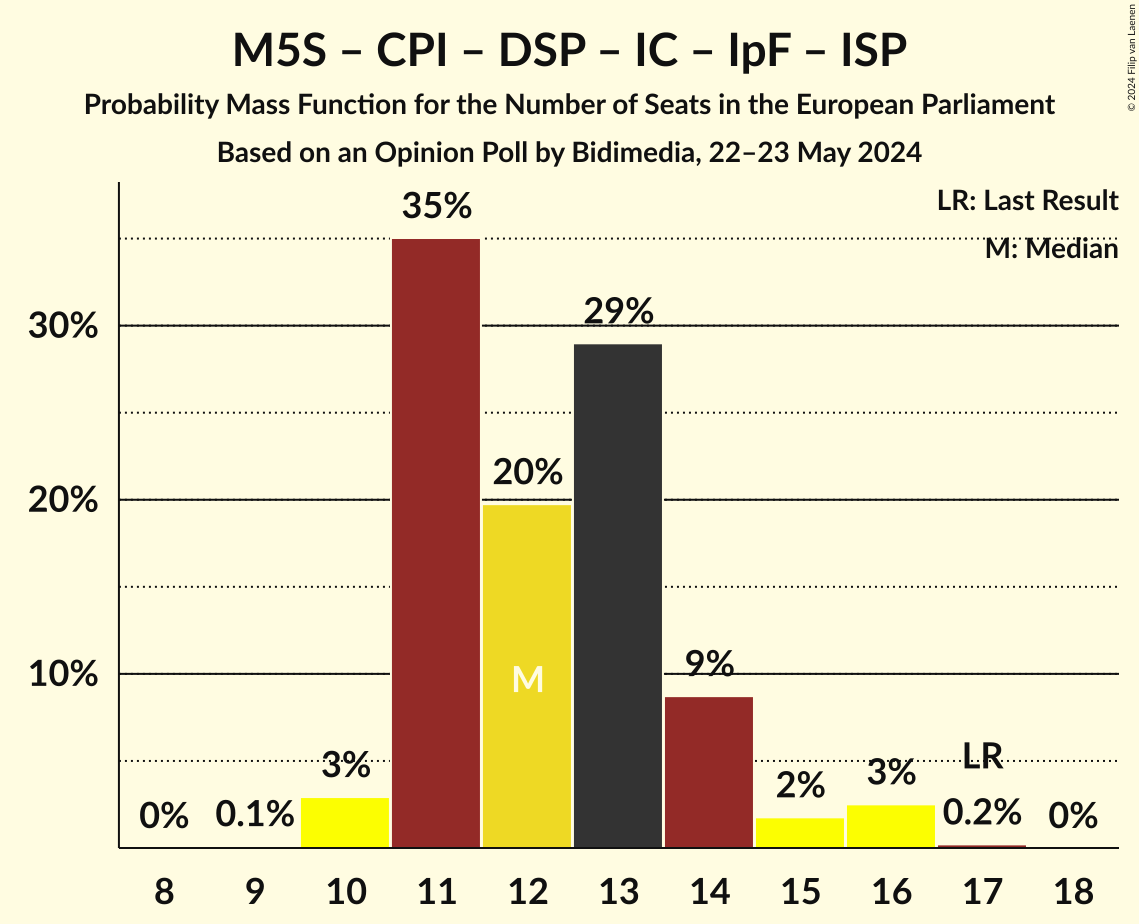 M5S – CPI – DSP – IC – IpF – ISP
Probability Mass Function for the Number of Seats in the European Parliament
Based on an Opinion Poll by Bidimedia, 22–23 May 2024
© 2024 Filip van Laenen
LR: Last Result
M: Median
30%
20%
10%
0%
0.1%
3%
35%
20%
29%
9%
2%
3%
0.2%
0%
M
LR
8 9 10 11 12 13 14 15 16 17 18